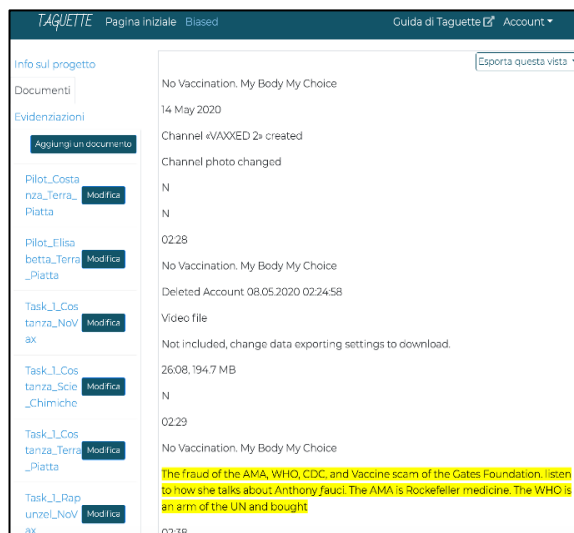 TAGUETTE Pagina iniziale Biased Guida di Taguette Account
Info sul progetto
Documenti
Evidenziazioni
Aggiungi un documento
Pilot_Costa
nza_Terra_
Piatta
Modifica
Pilot_Elisa
betta_Terra
_Piatta
Modifica
Task_1_Cos
tanza_NoV
ax
Modifica
Task_1_Cos
tanza_Scie
_Chimiche
Modifica
Task_1_Cos
tanza_Terra
_Piatta
Modifica
Task_1_Rap
unzel_NoV
ax
Modifica
Esporta questa vista
No Vaccination. My Body My Choice
14 May 2020
Channel «VAXXED 2» created
Channel photo changed
N
N
02:28
No Vaccination. My Body My Choice
Deleted Account 08.05.2020 02:24:58
Video file
Not included, change data exporting settings to download.
26:08, 194.7 MB
N
02:29
No Vaccination. My Body My Choice
The fraud of the AMA, WHO, CDC, and Vaccine scam of the Gates Foundation. listen
to how she talks about Anthony fauci. The AMA is Rockefeller medicine. The WHO is
an arm of the UN and bought
02:38